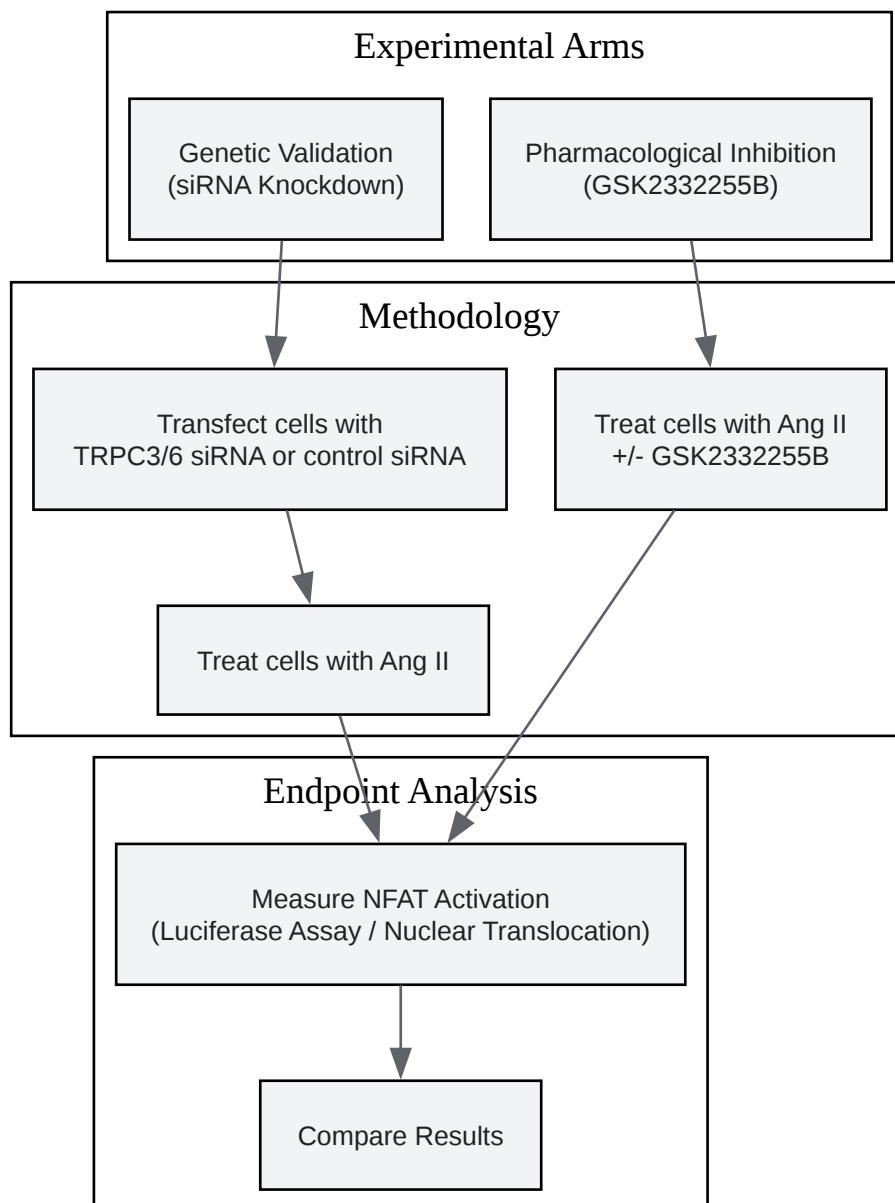 Experimental Arms
Genetic Validation
(siRNA Knockdown)
Pharmacological Inhibition
(GSK2332255B)
Methodology
Transfect cells with
TRPC3/6 siRNA or control siRNA
Treat cells with Ang II
+/- GSK2332255B
Treat cells with Ang II
Endpoint Analysis
Measure NFAT Activation
(Luciferase Assay / Nuclear Translocation)
Compare Results